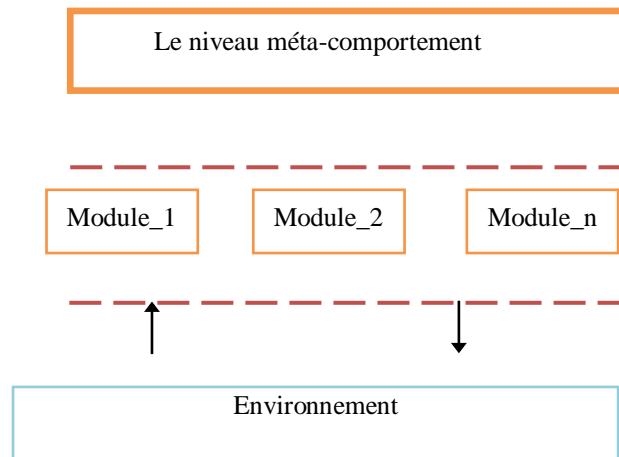 Le niveau méta-comportement
Module_1
Module_2
Module_n
Environnement